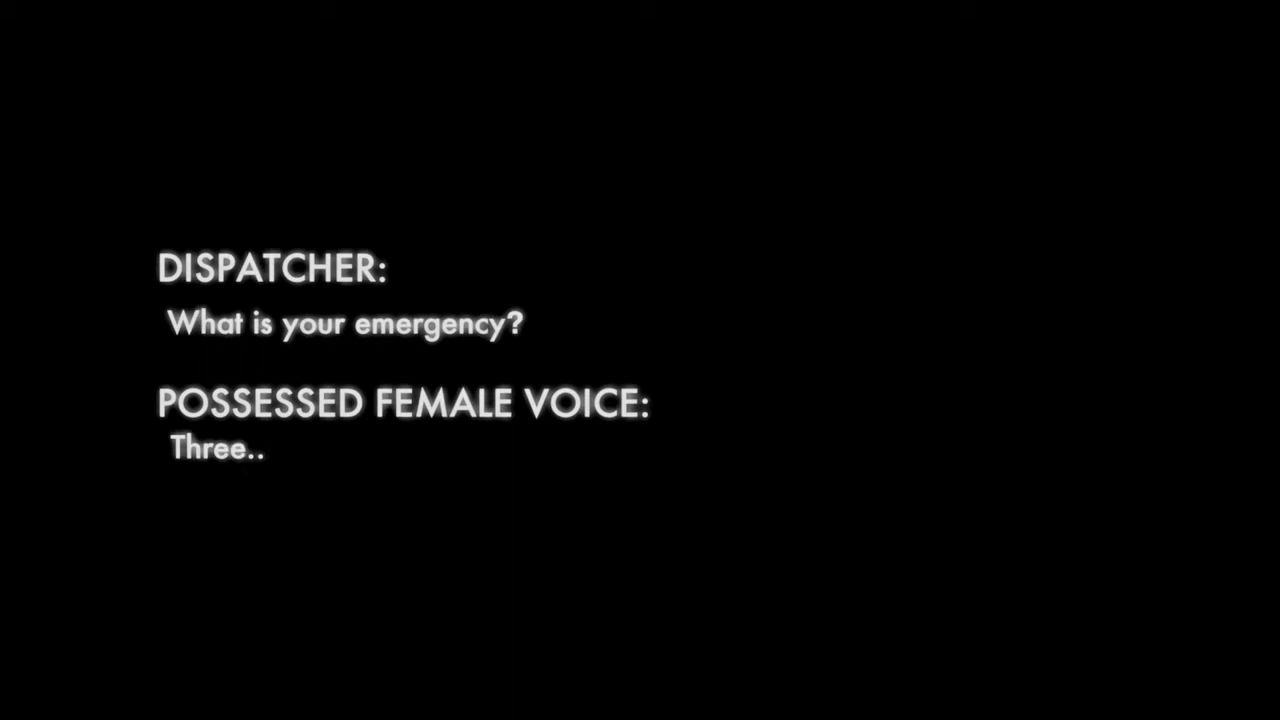 DISPATCHER:
What is your emergency?
POSSESSED FEMALE VOICE:
Three..